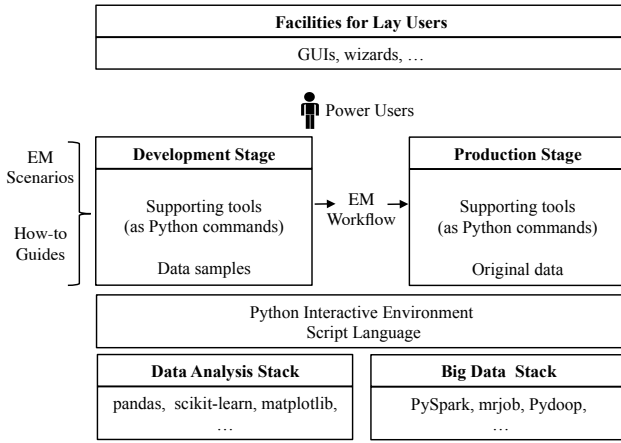 Facilities for Lay Users
GUIs, wizards, …
Power Users
EM
Scenarios
How-to
Guides
Development Stage
Supporting tools
(as Python commands)
Data samples
EM
Workflow
Production Stage
Supporting tools
(as Python commands)
Original data
Python Interactive Environment
Script Language
Data Analysis Stack
pandas, scikit-learn, matplotlib,
…
Big Data Stack
PySpark, mrjob, Pydoop,
…